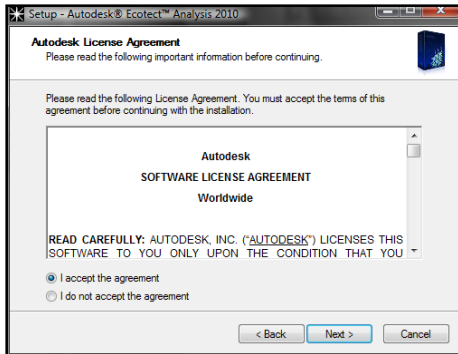 Setup - Autodesk® Ecotect™ Analysis 2010
Autodesk License Agreement
Please read the following important information before continuing.
Please read the following License Agreement. You must accept the terms of this
agreement before continuing with the installation.
Autodesk
SOFTWARE LICENSE AGREEMENT
Worldwide
READ CAREFULLY: AUTODESK, INC. ("AUTODESK") LICENSES THIS
SOFTWARE TO YOU ONLY UPON THE CONDITION THAT YOU
I accept the agreement
I do not accept the agreement
< Back Next > Cancel